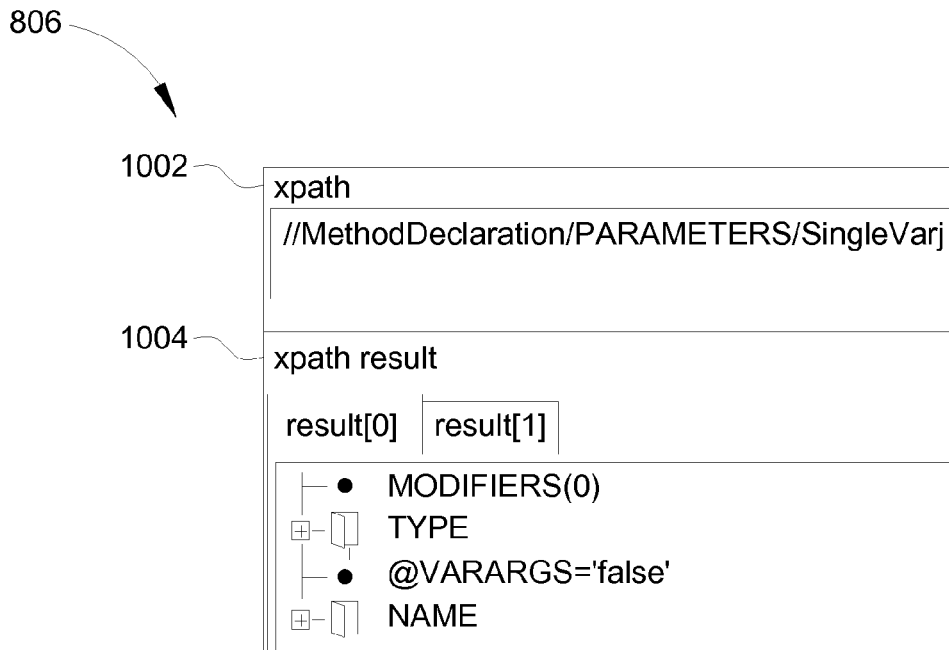 806
1002
xpath
//MethodDeclaration/PARAMETERS/SingleVarj
1004
xpath result
result[0] result[1]
MODIFIERS(0)
TYPE
@VARARGS='false'
NAME